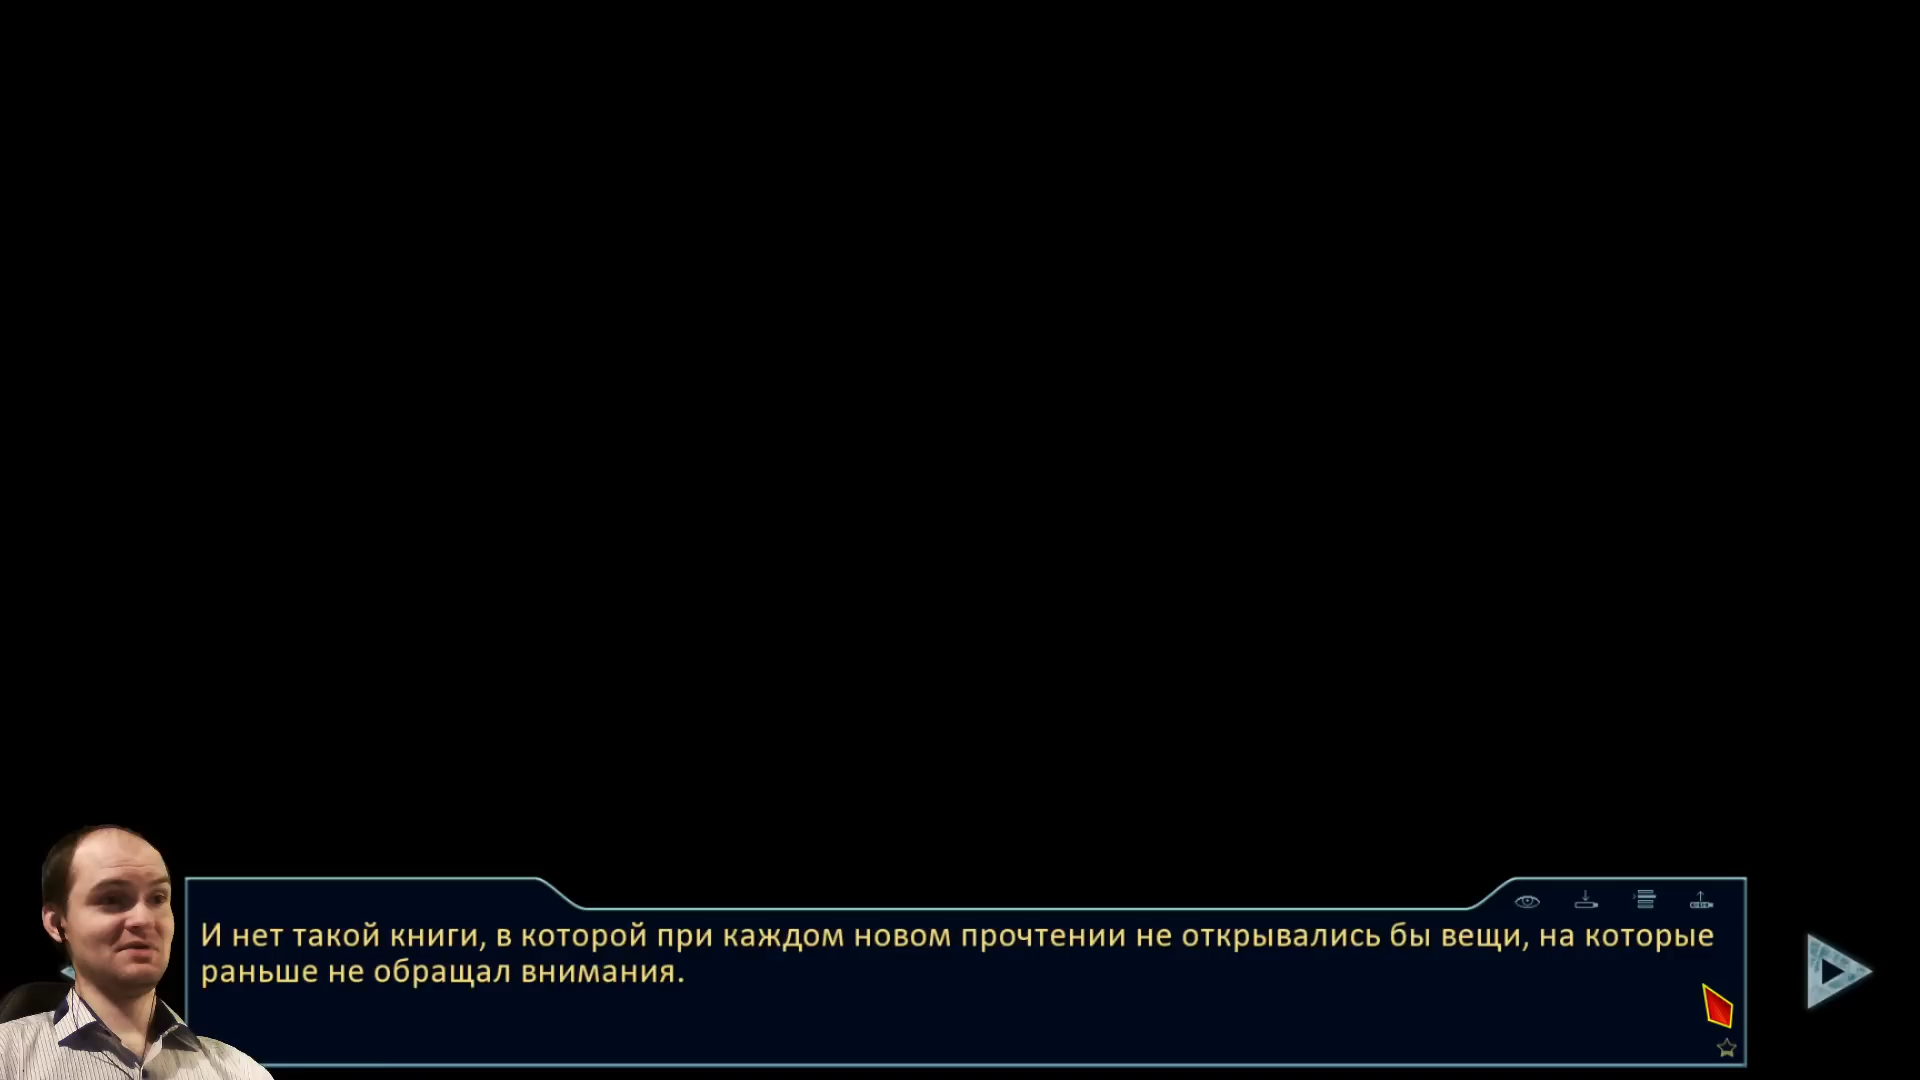 И нет такой книги, в которой при каждом новом прочтении не открывались бы вещи, на которые
раньше не обращал внимания.